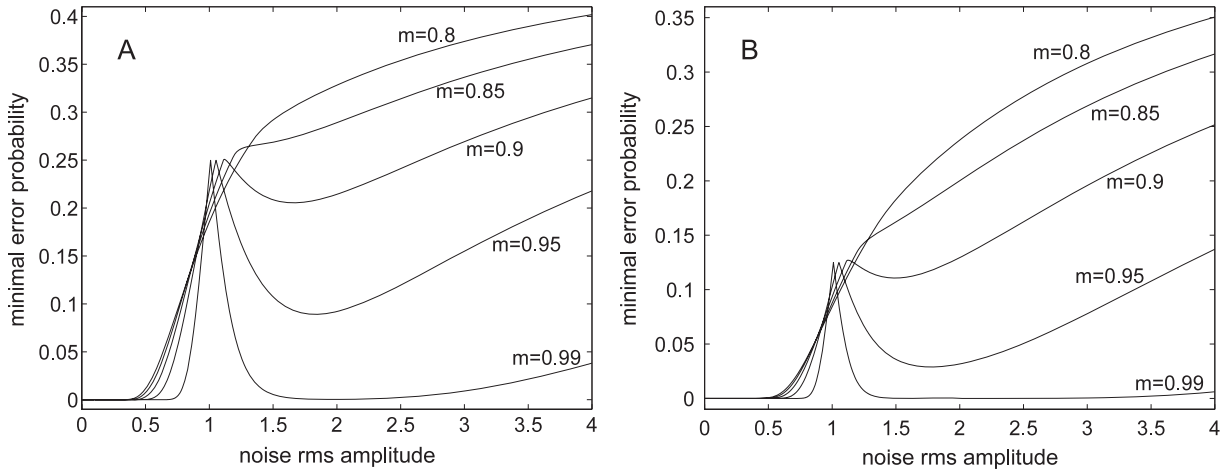 A
minimal error probability
0.4
0.35
0.3
0.25
0.2
0.15
0.1
0.05
0
m=0.8
m=0.85
m=0.9
m=0.95
m=0.99
0 0.5 1 1.5 2 2.5 3 3.5 4
noise rms amplitude
B
minimal error probability
0.35
0.3
0.25
0.2
0.15
0.1
0.05
0
m=0.8
m=0.85
m=0.9
m=0.95
m=0.99
0 0.5 1 1.5 2 2.5 3 3.5 4
noise rms amplitude